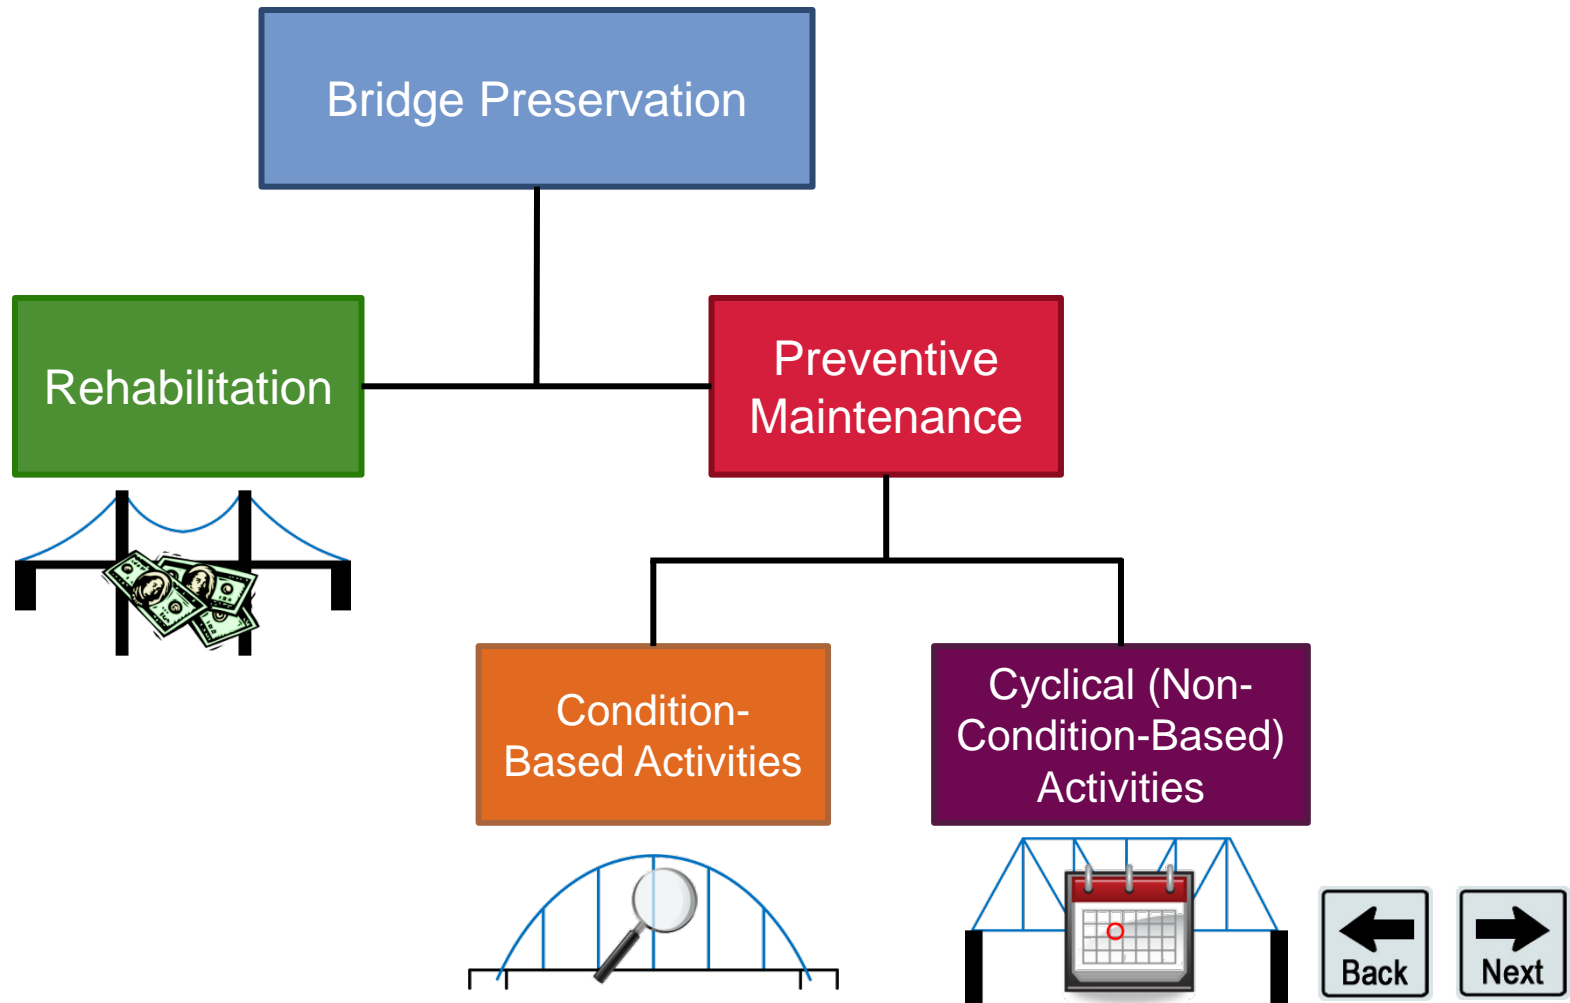 Bridge Preservation
Rehabilitation
Preventive
Maintenance
Condition-
Based Activities
Cyclical (Non-
Condition-Based)
Activities
Back
Next